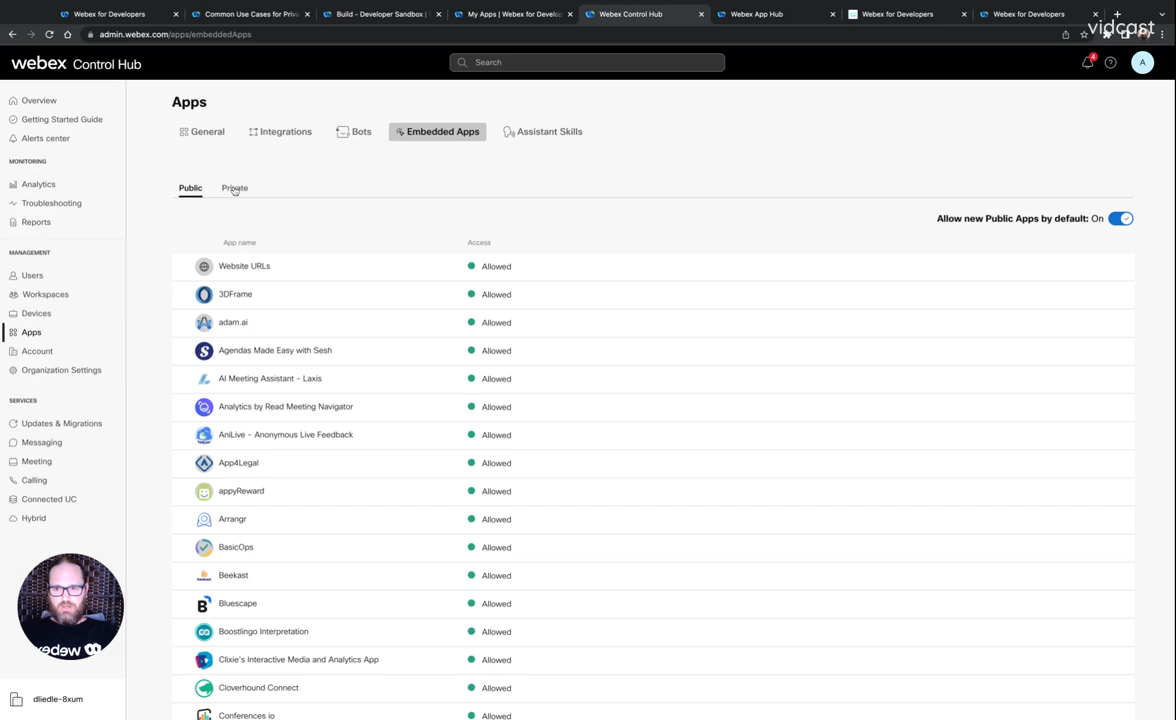 Webex for Developers
Common Use Cases for Priva
Build - Developer Sandbox | W
My Apps | Webex for Develop
Webex Control Hub
Webex App Hub
Webex for Developers
Webex for Developers
vidcast
admin.webex.com/apps/embeddedApps
webex Control Hub
Search
4
A
Overview
Getting Started Guide
Alerts center
MONITORING
Analytics
Troubleshooting
Reports
MANAGEMENT
Users
Workspaces
Devices
Apps
Account
Organization Settings
SERVICES
Updates & Migrations
Messaging
Meeting
Calling
Connected UC
Hybrid
webex
dliedle-8xum
Apps
General
Integrations
Bots
Embedded Apps
Assistant Skills
Public
Private
Allow new Public Apps by default: On
App name
Access
Website URLs
Allowed
3DFrame
Allowed
adam.ai
Allowed
Agendas Made Easy with Sesh
Allowed
AI Meeting Assistant - Laxis
Allowed
Analytics by Read Meeting Navigator
Allowed
AniLive - Anonymous Live Feedback
Allowed
App4Legal
Allowed
appyReward
Allowed
Arrangr
Allowed
BasicOps
Allowed
Beekast
Allowed
Bluescape
Allowed
Boostlingo Interpretation
Allowed
Clixie's Interactive Media and Analytics App
Allowed
Cloverhound Connect
Allowed
Conferences io
Allowed